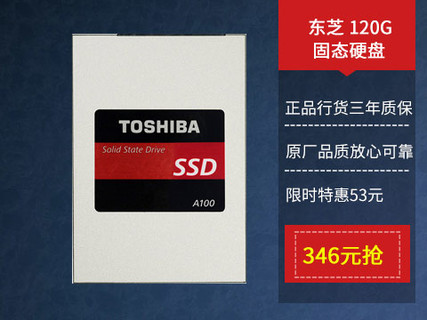 TOSHIBA
Solid State Drive
SSD
A100
东芝 120G
固态硬盘
正品行货三年质保
原厂品质放心可靠
限时特惠53元
346元抢